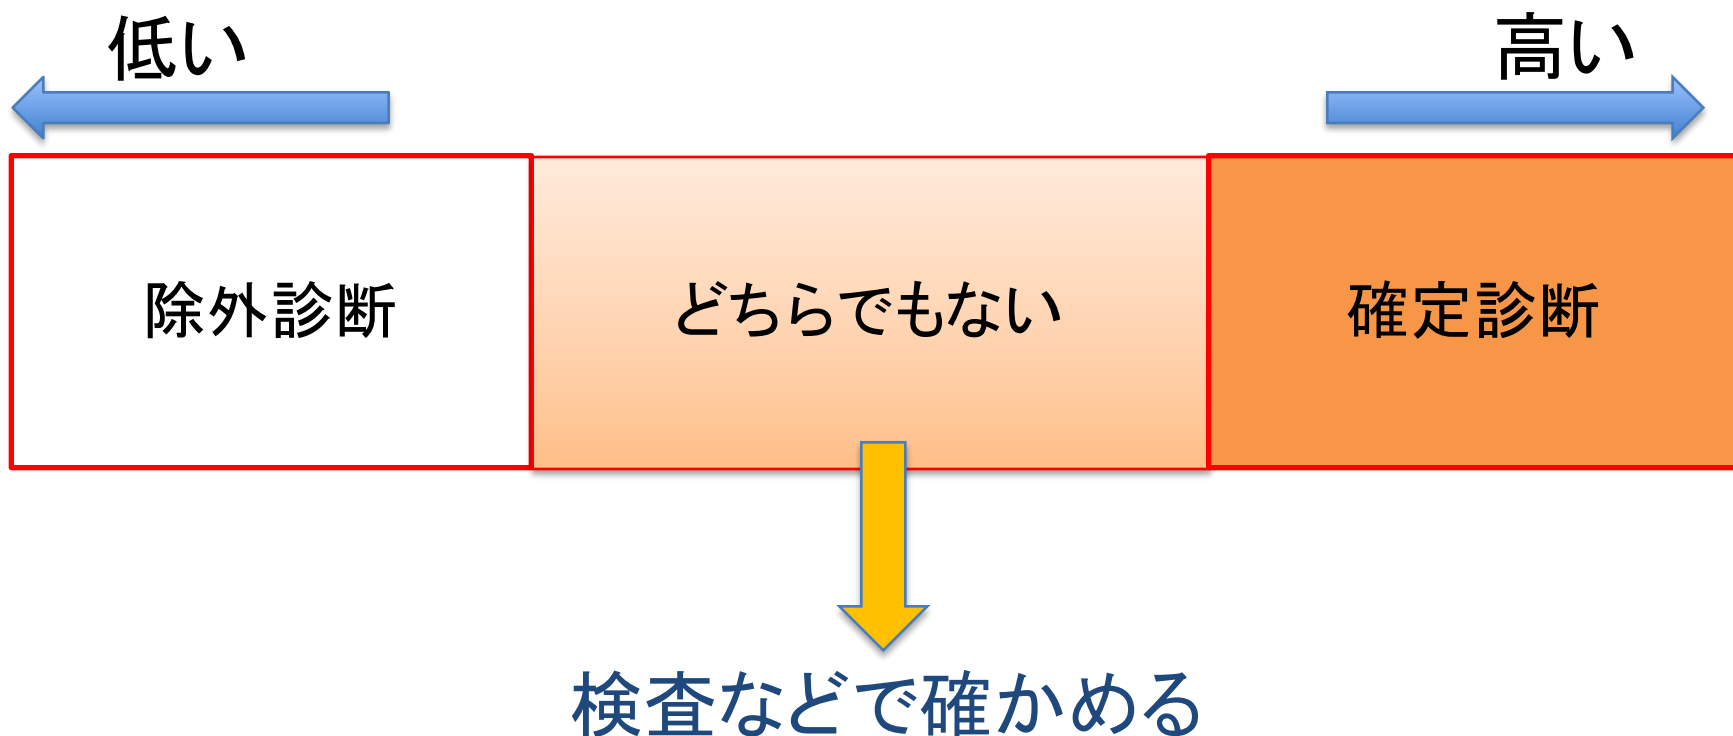 低い
高い
除外診断
どちらでもない
確定診断
検査などで確かめる